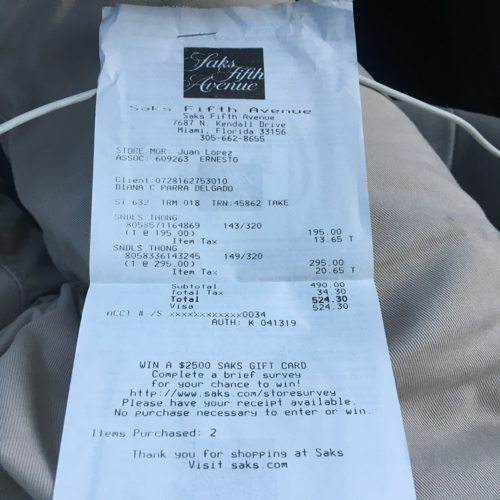 Saks
Fifth
Avenue
Saks Fifth Avenue
Saks Fifth Avenue
7687 N. Kendall Drive
Miami, Florida 33156
305-662-8655
STORE MGR: Juan Lopez
ASSOC: 609263 ERNESTO
Client:0728162753010
DIANA C PARRA DELGADO
ST:632 TRM:018 TRN:45862 TAKE
SNDLS THONG
8058571164869 143/320
(1 @ 195.00) 195.00
Item Tax 13.65 T
SNDLS THONG
8058336143245 149/320
(1 @ 295.00) 295.00
Item Tax 20.65 T
Subtotal 490.00
Total Tax 34.30
Total 524.30
Visa 524.30
ACCT # /S xxxxxxxxxxxx0034
AUTH: K 041319
WIN A $2500 SAKS GIFT CARD
Complete a brief survey
for your chance to win!
http://www.saks.com/storesurvey
Please have your receipt available.
No purchase necessary to enter or win.
Items Purchased: 2
Thank you for shopping at Saks
Visit saks.com